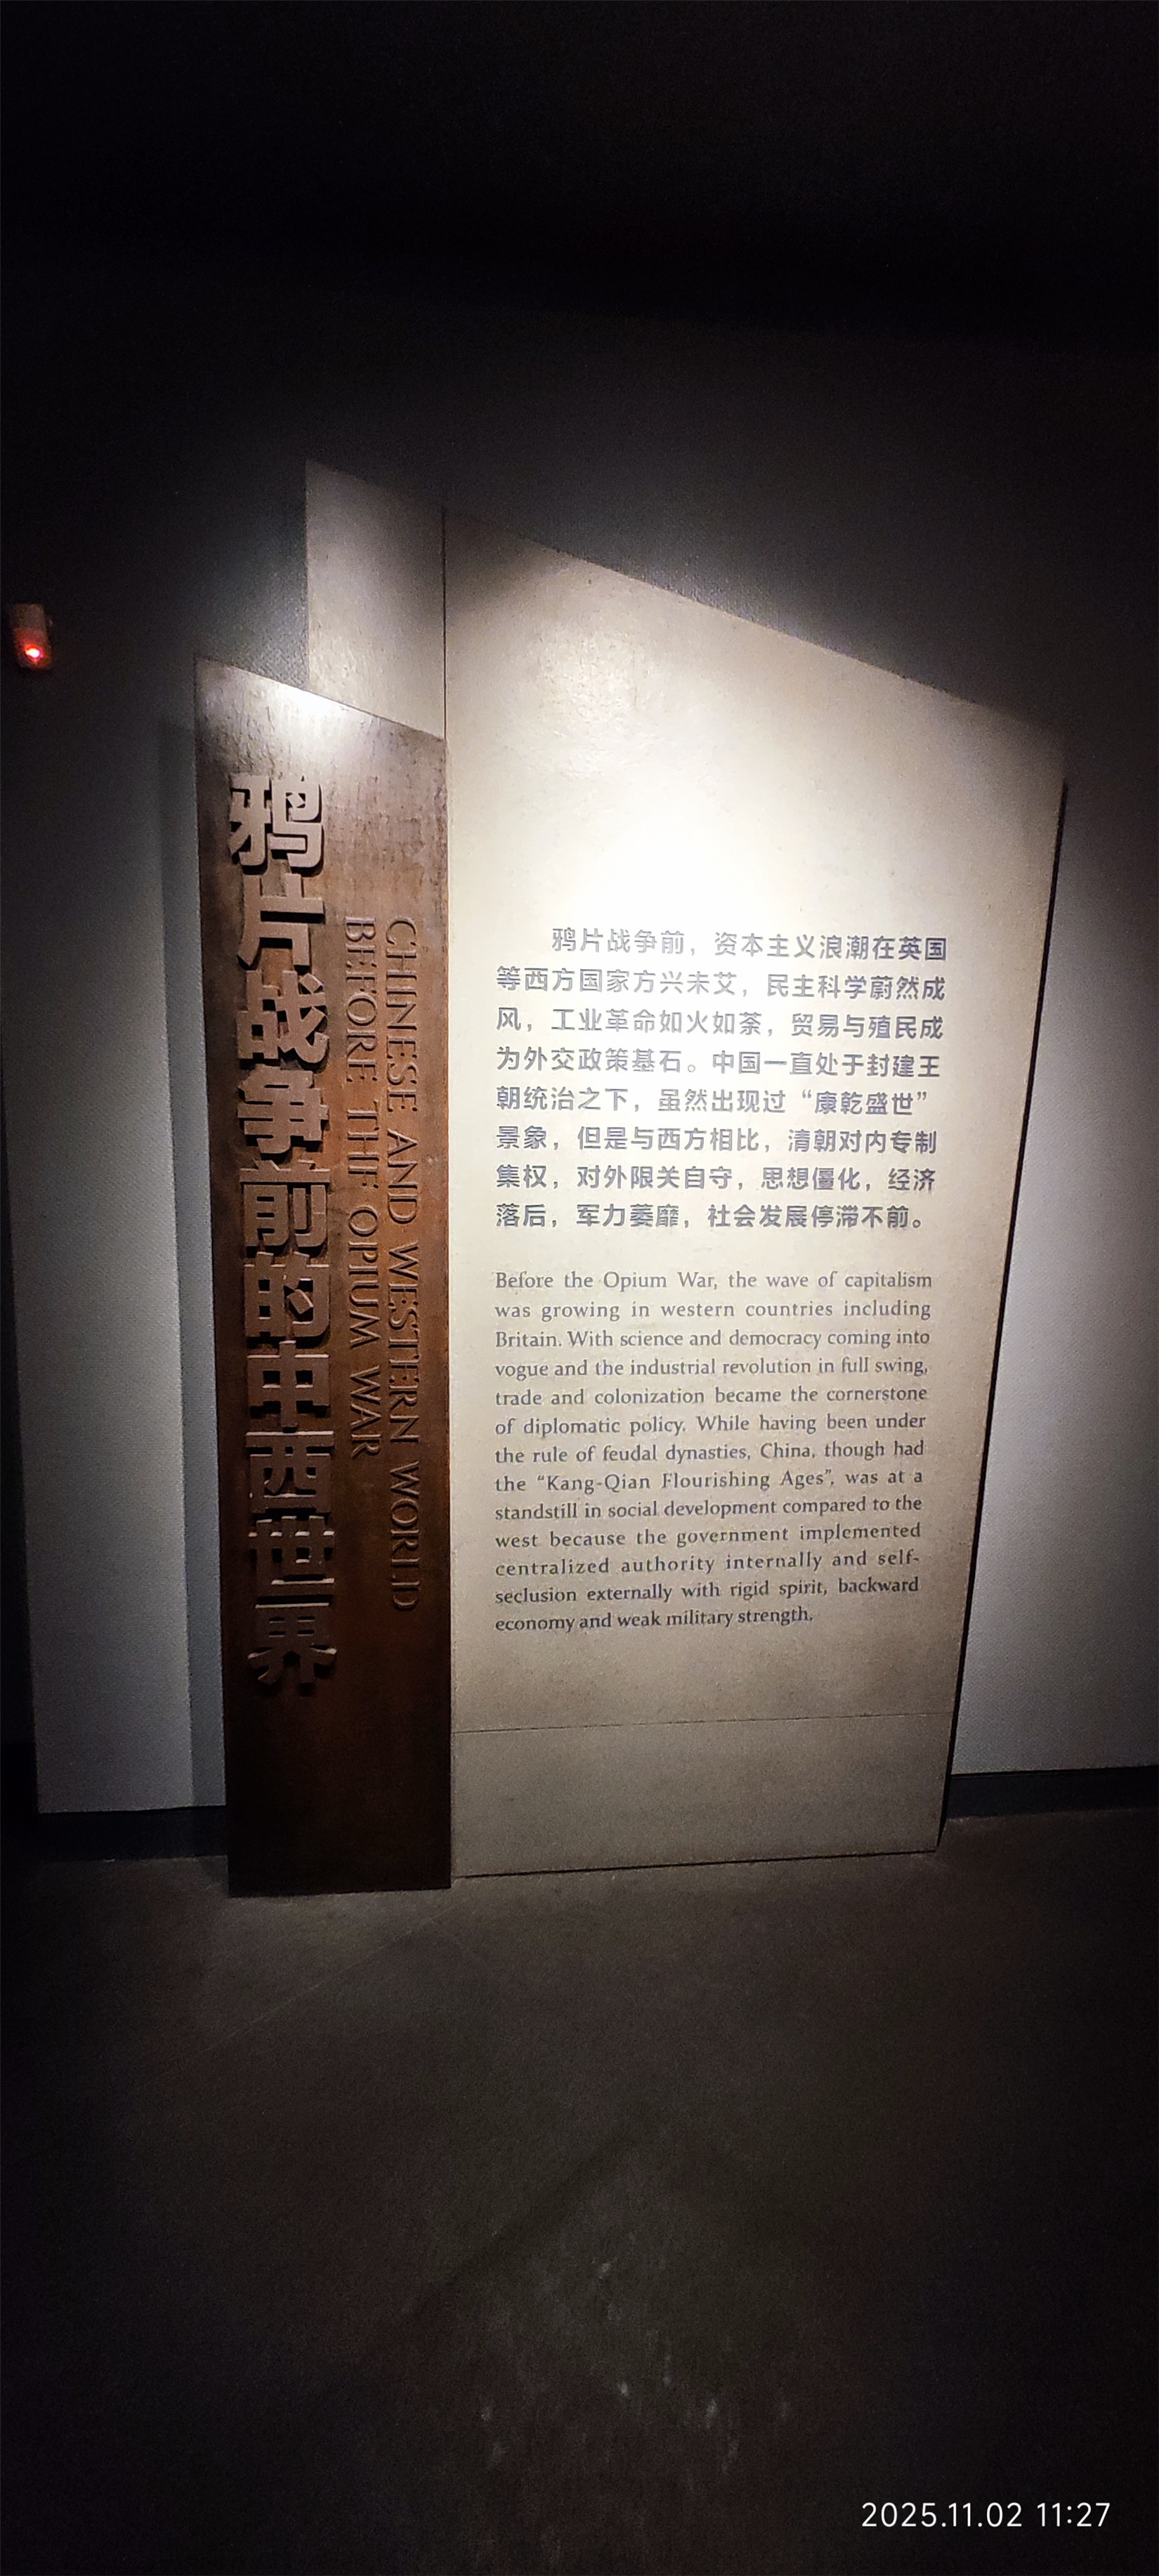 鸦片战争前的中西世界
CHINESE AND WESTERN WORLD
BEFORE THE OPIUM WAR
鸦片战争前，资本主义浪潮在英国
等西方国家方兴未艾，民主科学蔚然成
风，工业革命如火如荼，贸易与殖民成
为外交政策基石。中国一直处于封建王
朝统治之下，虽然出现过“康乾盛世”
景象，但是与西方相比，清朝对内专制
集权，对外限关自守，思想僵化，经济
落后，军力萎靡，社会发展停滞不前。
Before the Opium War, the wave of capitalism
was growing in western countries including
Britain. With science and democracy coming into
vogue and the industrial revolution in full swing,
trade and colonization became the cornerstone
of diplomatic policy. While having been under
the rule of feudal dynasties, China, though had
the “Kang-Qian Flourishing Ages”, was at a
standstill in social development compared to the
west because the government implemented
centralized authority internally and self-
seclusion externally with rigid spirit, backward
economy and weak military strength.
2025.11.02 11:27